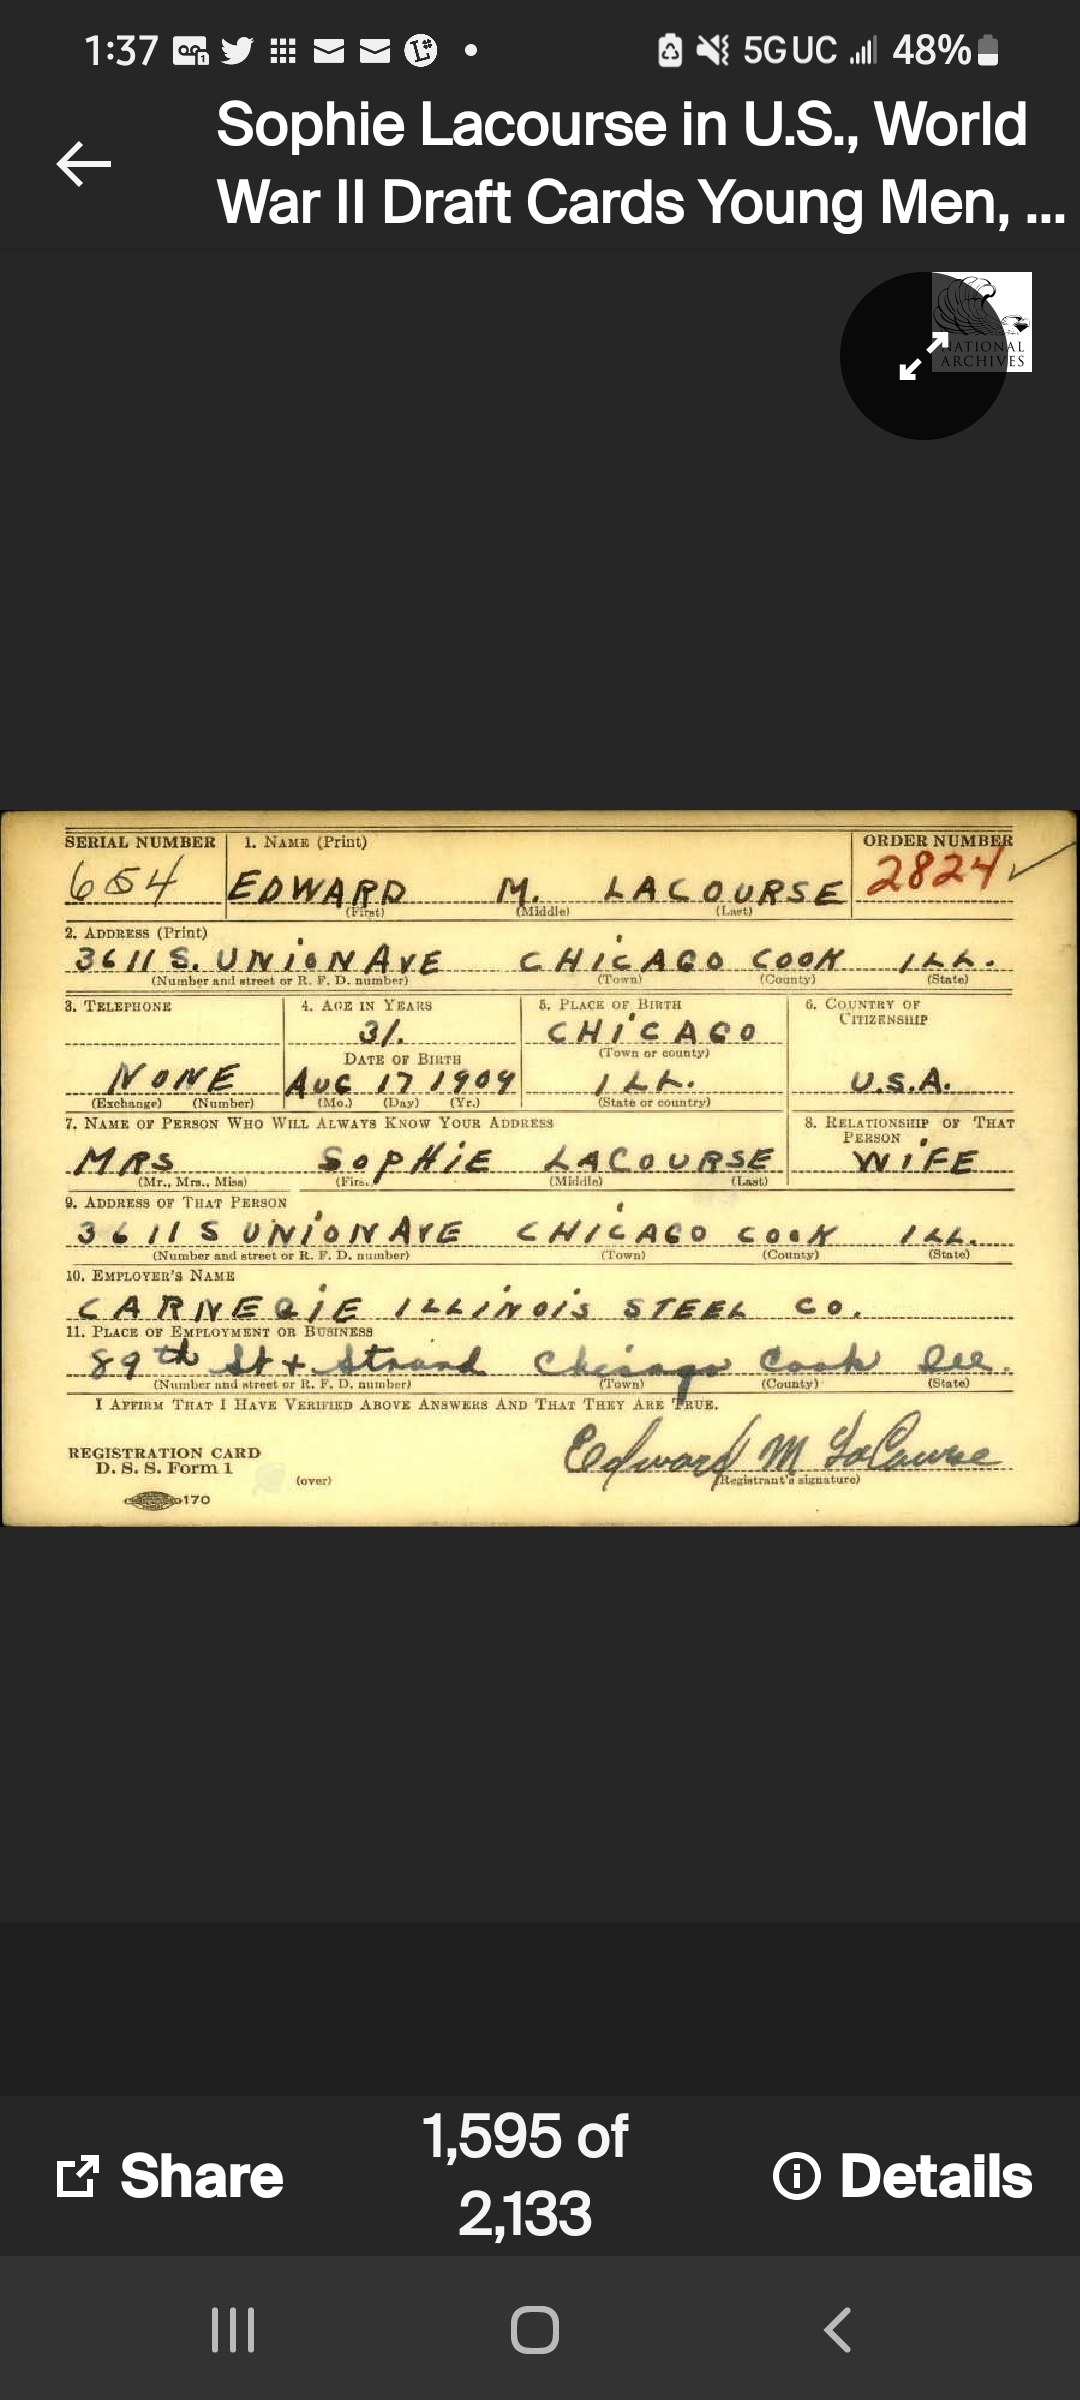 1:37 5G UC 48%
Sophie Lacourse in U.S., World
War II Draft Cards Young Men, ...
NATIONAL
ARCHIVES
SERIAL NUMBER 1. NAME (Print) ORDER NUMBER
654 EDWARD M. LACOURSE 2824
(First) (Middle) (Last)
2. ADDRESS (Print)
3611 S. UNION AVE CHICAGO COOK ILL.
(Number and street or R. F. D. number) (Town) (County) (State)
3. TELEPHONE 4. AGE IN YEARS 5. PLACE OF BIRTH 6. COUNTRY OF
CITIZENSHIP
31. CHICAGO
DATE OF BIRTH (Town or county)
NONE AUG 17 1909 ILL. U.S.A.
(Exchange) (Number) (Mo.) (Day) (Yr.) (State or country)
7. NAME OF PERSON WHO WILL ALWAYS KNOW YOUR ADDRESS 8. RELATIONSHIP OF THAT
PERSON
MRS SOPHIE LACOURSE WIFE
(Mr., Mrs., Miss) (First) (Middle) (Last)
9. ADDRESS OF THAT PERSON
3611 S UNION AVE CHICAGO COOK ILL.
(Number and street or R. F. D. number) (Town) (County) (State)
10. EMPLOYER'S NAME
CARNEGIE ILLINOIS STEEL CO.
11. PLACE OF EMPLOYMENT OR BUSINESS
89th St + Strand Chicago Cook Ill.
(Number and street or R. F. D. number) (Town) (County) (State)
I AFFIRM THAT I HAVE VERIFIED ABOVE ANSWERS AND THAT THEY ARE TRUE.
REGISTRATION CARD Edward M LaCourse
D. S. S. Form 1 (over) (Registrant's signature)
170
Share 1,595 of 2,133 Details